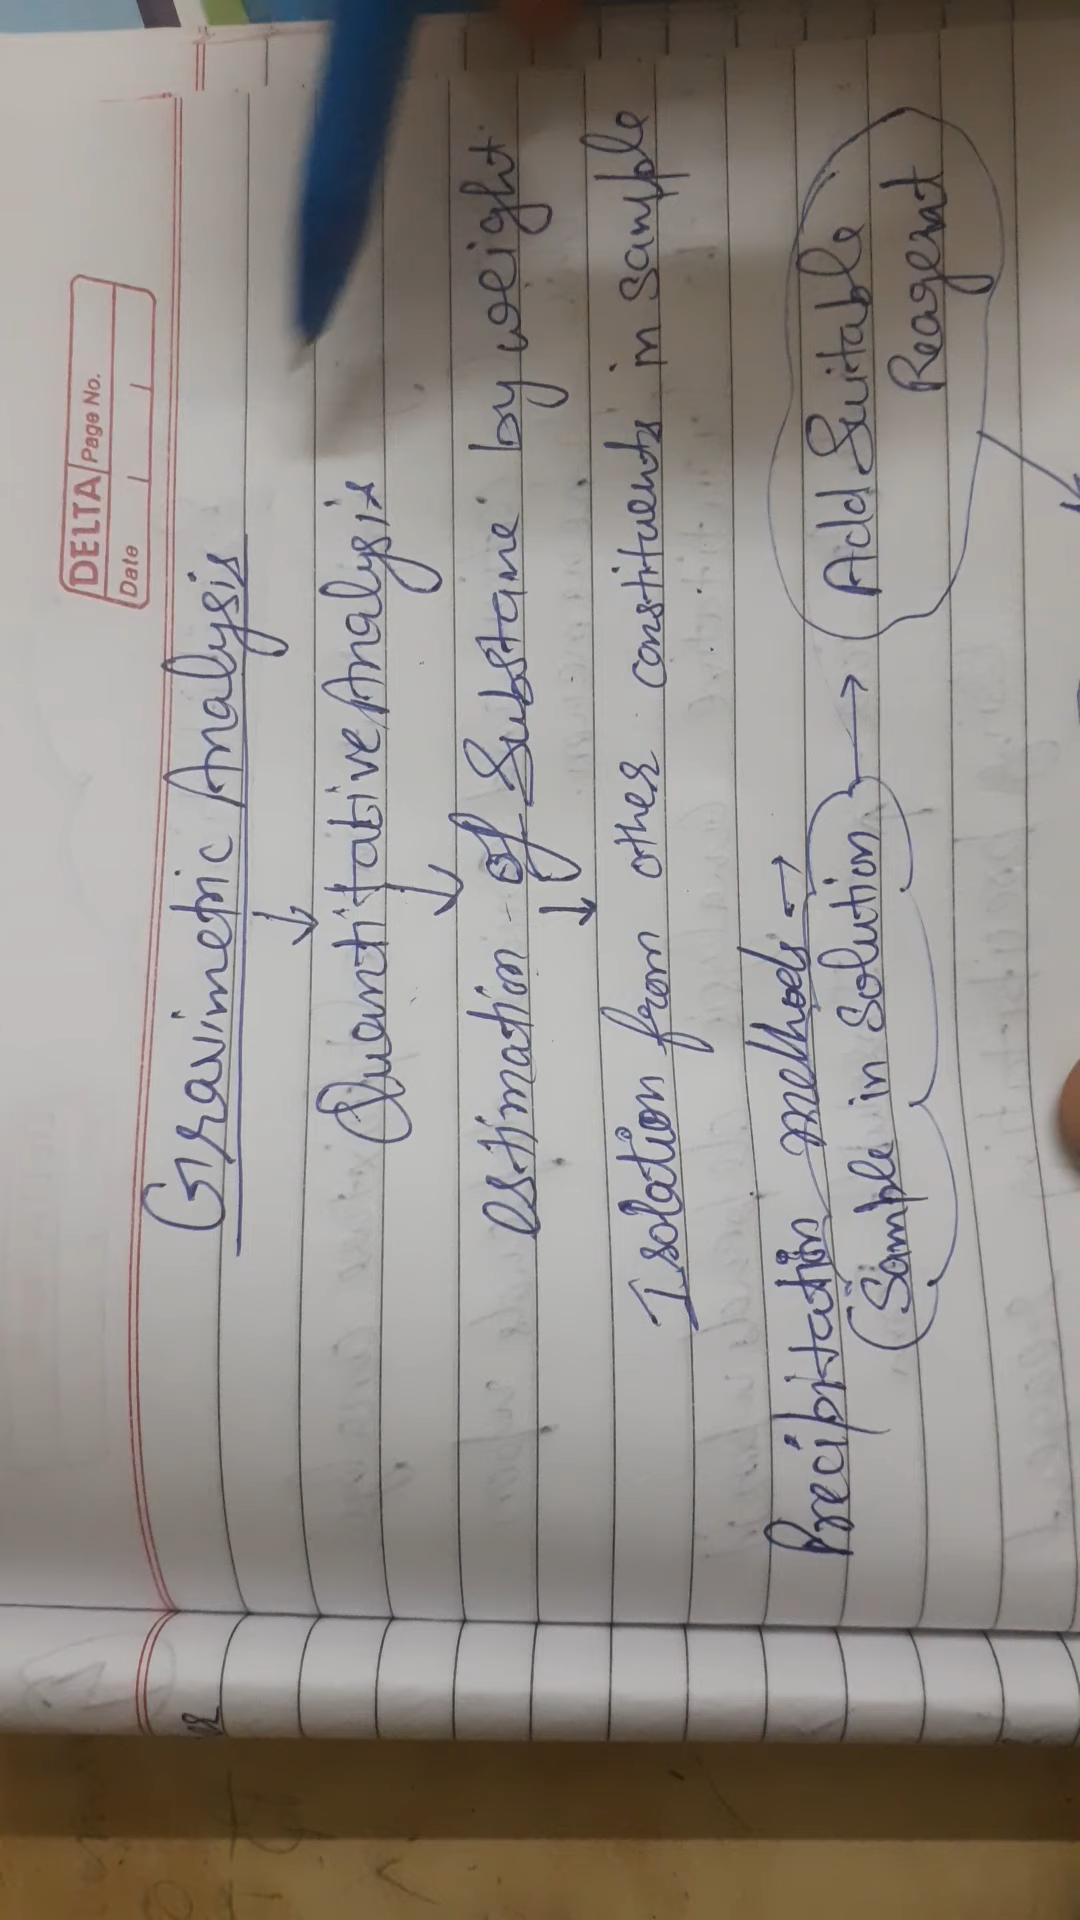 DELTA Page No.
Date
Gravimetric Analysis
↓
Quantitative Analysis
↓
estimation of Substane by weight
↓
Isolation from other constituents in sample
Precipitation methods →
(Sample in Solution) → Add Suitable
Reagent